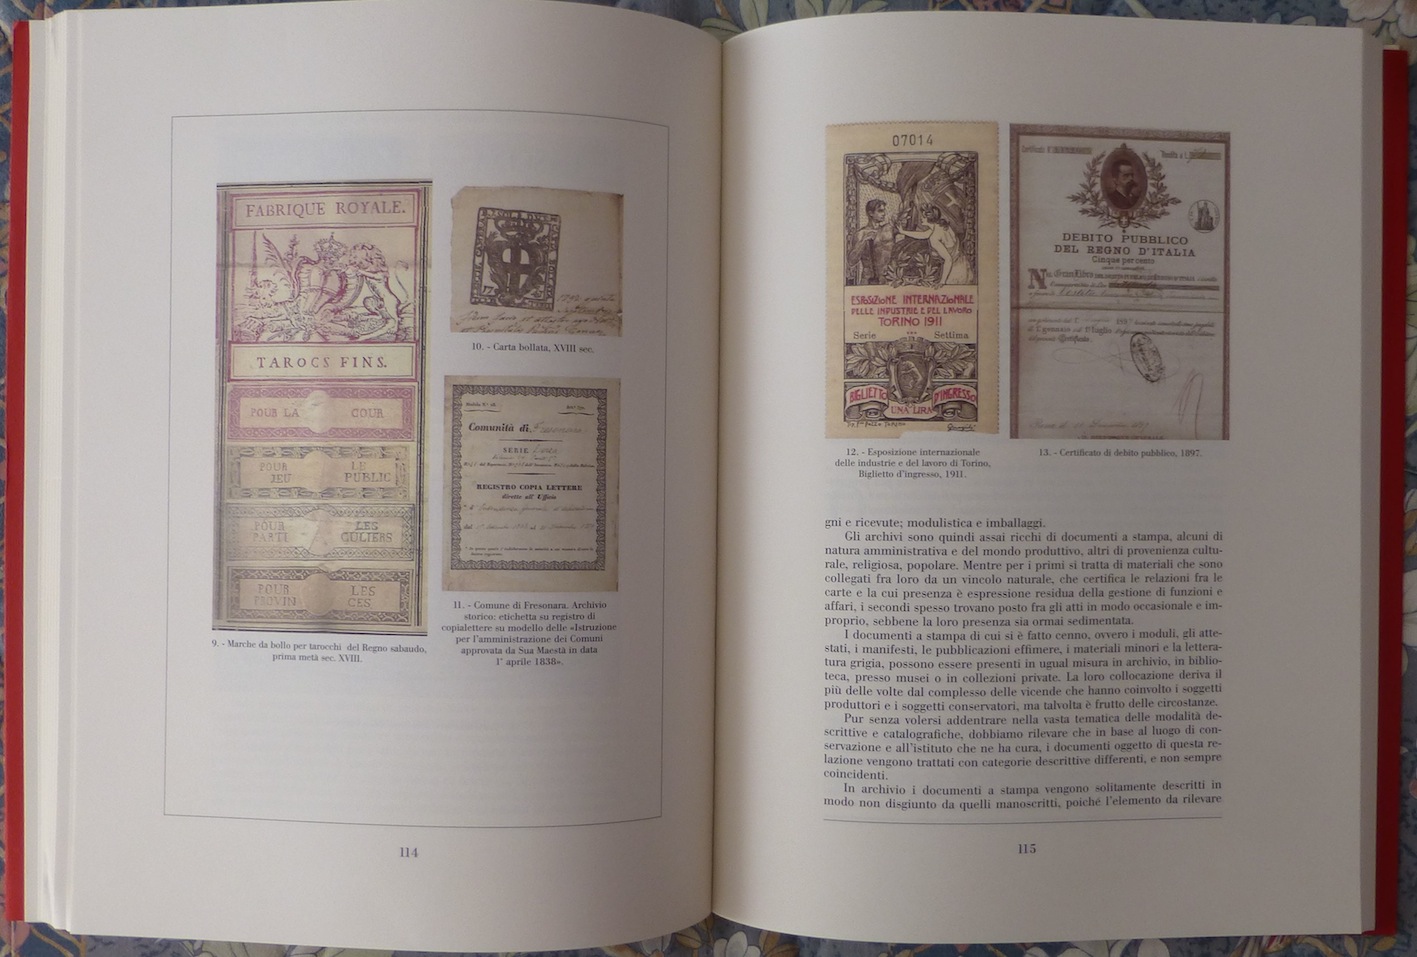 FABRIQUE ROYALE.
TAROCS FINS.
POUR LA COUR
POUR LE
JEU PUBLIC
POUR LES
PARTI CULIERS
POUR LES
PROVIN CES
9. - Marche da bollo per tarocchi del Regno sabaudo,
prima metà sec. XVIII.
10. - Carta bollata, XVIII sec.
Comunità di Fresonara
SERIE
REGISTRO COPIA LETTERE
dirette all' Uffizio
11. - Comune di Fresonara. Archivio
storico: etichetta su registro di
copialettere su modello delle «Istruzione
per l'amministrazione dei Comuni
approvata da Sua Maestà in data
1° aprile 1838».
114
07014
ESPOSIZIONE INTERNAZIONALE
DELLE INDUSTRIE E DEL LAVORO
TORINO 1911
Serie Settima
BIGLIETTO D'INGRESSO
UNA LIRA
12. - Esposizione internazionale
delle industrie e del lavoro di Torino,
Biglietto d'ingresso, 1911.
DEBITO PUBBLICO
DEL REGNO D'ITALIA
Cinque per cento
13. - Certificato di debito pubblico, 1897.
gni e ricevute; modulistica e imballaggi.
Gli archivi sono quindi assai ricchi di documenti a stampa, alcuni di
natura amministrativa e del mondo produttivo, altri di provenienza cultu-
rale, religiosa, popolare. Mentre per i primi si tratta di materiali che sono
collegati fra loro da un vincolo naturale, che certifica le relazioni fra le
carte e la cui presenza è espressione residua della gestione di funzioni e
affari, i secondi spesso trovano posto fra gli atti in modo occasionale e im-
proprio, sebbene la loro presenza sia ormai sedimentata.
I documenti a stampa di cui si è fatto cenno, ovvero i moduli, gli atte-
stati, i manifesti, le pubblicazioni effimere, i materiali minori e la lettera-
tura grigia, possono essere presenti in ugual misura in archivio, in biblio-
teca, presso musei o in collezioni private. La loro collocazione deriva il
più delle volte dal complesso delle vicende che hanno coinvolto i soggetti
produttori e i soggetti conservatori, ma talvolta è frutto delle circostanze.
Pur senza volersi addentrare nella vasta tematica delle modalità de-
scrittive e catalografiche, dobbiamo rilevare che in base al luogo di con-
servazione e all'istituto che ne ha cura, i documenti oggetto di questa re-
lazione vengono trattati con categorie descrittive differenti, e non sempre
coincidenti.
In archivio i documenti a stampa vengono solitamente descritti in
modo non disgiunto da quelli manoscritti, poiché l'elemento da rilevare
115